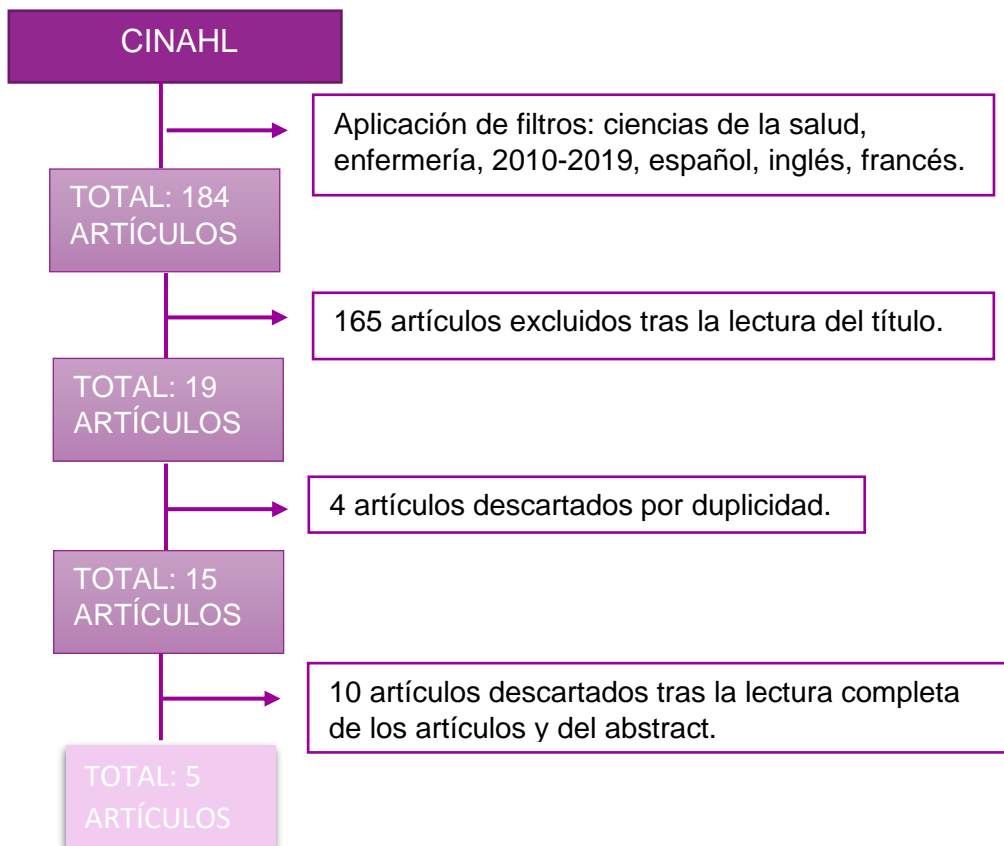 CINAHL
Aplicación de filtros: ciencias de la salud,
enfermería, 2010-2019, español, inglés, francés.
TOTAL: 184
ARTÍCULOS
165 artículos excluidos tras la lectura del título.
TOTAL: 19
ARTÍCULOS
4 artículos descartados por duplicidad.
TOTAL: 15
ARTÍCULOS
10 artículos descartados tras la lectura completa
de los artículos y del abstract.
TOTAL: 5
ARTÍCULOS